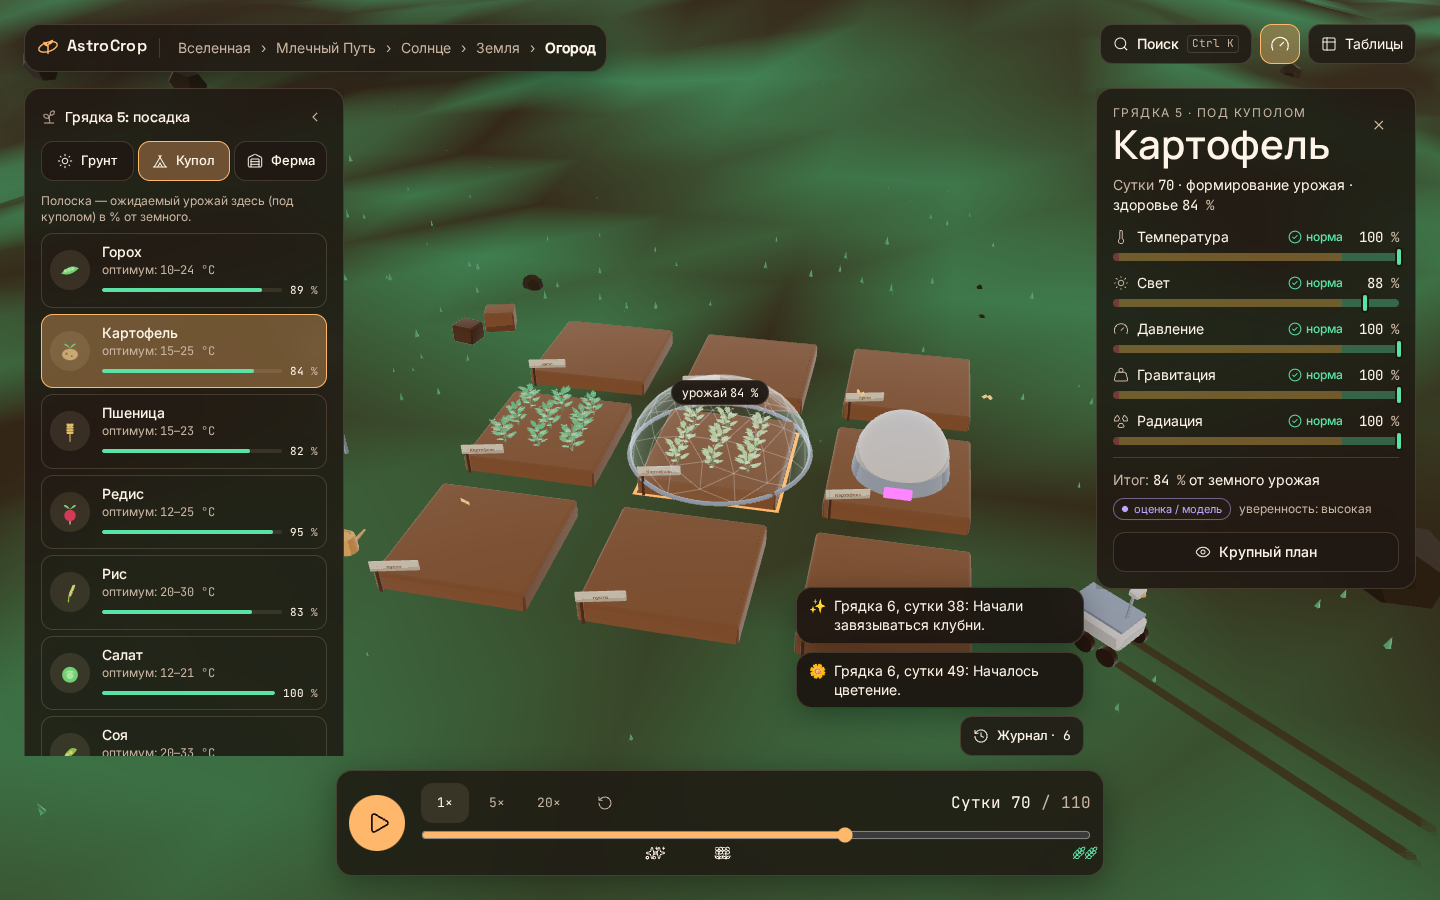 AstroCrop
Вселенная › Млечный Путь › Солнце › Земля › Огород
Поиск Ctrl K
Таблицы
Грядка 5: посадка
Грунт
Купол
Ферма
Полоска — ожидаемый урожай здесь (под
куполом) в % от земного.
Горох
оптимум: 10–24 °C
89 %
Картофель
оптимум: 15–25 °C
84 %
Пшеница
оптимум: 15–23 °C
82 %
Редис
оптимум: 12–25 °C
95 %
Рис
оптимум: 20–30 °C
83 %
Салат
оптимум: 12–21 °C
100 %
Соя
оптимум: 20–33 °C
урожай 84 %
ГРЯДКА 5 · ПОД КУПОЛОМ
Картофель
Сутки 70 · формирование урожая ·
здоровье 84 %
Температура норма 100 %
Свет норма 88 %
Давление норма 100 %
Гравитация норма 100 %
Радиация норма 100 %
Итог: 84 % от земного урожая
оценка / модель уверенность: высокая
Крупный план
Грядка 6, сутки 38: Начали
завязываться клубни.
Грядка 6, сутки 49: Началось
цветение.
Журнал · 6
1× 5× 20×
Сутки 70 / 110